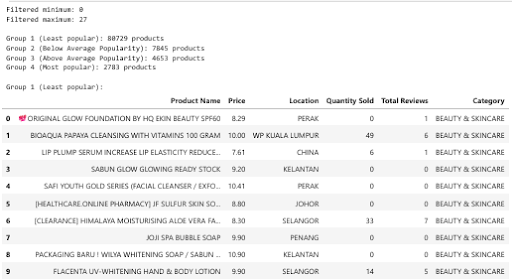 Filtered minimum: 0
Filtered maximum: 27
Group 1 (Least popular): 80729 products
Group 2 (Below Average Popularity): 7845 products
Group 3 (Above Average Popularity): 4653 products
Group 4 (Most popular): 2783 products
Group 1 (Least popular):
Product Name Price Location Quantity Sold Total Reviews Category
0 ORIGINAL GLOW FOUNDATION BY HQ EKIN BEAUTY SPF60 8.29 PERAK 0 1 BEAUTY & SKINCARE
1 BIOAQUA PAPAYA CLEANSING WITH VITAMINS 100 GRAM 10.00 WP KUALA LUMPUR 49 6 BEAUTY & SKINCARE
2 LIP PLUMP SERUM INCREASE LIP ELASTICITY REDUCE... 7.61 CHINA 6 1 BEAUTY & SKINCARE
3 SABUN GLOW GLOWING READY STOCK 9.20 KELANTAN 0 0 BEAUTY & SKINCARE
4 SAFI YOUTH GOLD SERIES (FACIAL CLEANSER / EXFO... 10.41 PERAK 0 0 BEAUTY & SKINCARE
5 [HEALTHCARE.ONLINE PHARMACY] JF SULFUR SKIN SO... 8.80 JOHOR 0 0 BEAUTY & SKINCARE
6 [CLEARANCE] HIMALAYA MOISTURISING ALOE VERA FA... 8.30 SELANGOR 33 7 BEAUTY & SKINCARE
7 JOJI SPA BUBBLE SOAP 9.90 PENANG 0 0 BEAUTY & SKINCARE
8 PACKAGING BARU ! WILYA WHITENING SOAP / SABUN ... 10.90 KELANTAN 0 0 BEAUTY & SKINCARE
9 FLACENTA UV-WHITENING HAND & BODY LOTION 9.90 SELANGOR 14 5 BEAUTY & SKINCARE